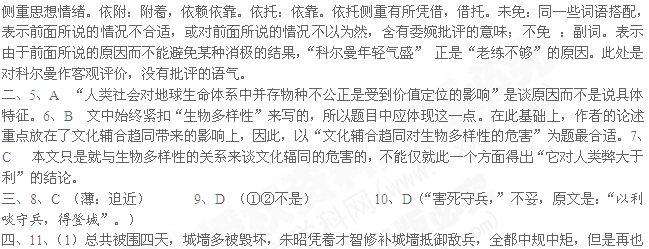 侧重思想情绪。依附：附着，依赖依靠。依托：依靠。依托侧重有所凭借，借托。未免：同一些词语搭配，
表示前面所说的情况不合适，或对前面所说的情况不以为然，含有委婉批评的意味；不免 ：副词。表示
由于前面所说的原因而不能避免某种消极的结果，“科尔曼年轻气盛” 正是“老练不够”的原因。此处是
对科尔曼作客观评价，没有批评的语气。
二、5、A “人类社会对地球生命体系中并存物种不公正是受到价值定位的影响”是谈原因而不是说具体
特征。6、B 文中始终紧扣“生物多样性”来写的，所以题目中应体现这一点。在此基础上，作者的论述
重点放在了文化辅合趋同带来的影响上，因此，以“文化辅合趋同对生物多样性的危害”为题最合适。7、
C 本文只是就与生物多样性的关系来谈文化辐同的危害的，不能仅就此一个方面得出“它对人类弊大于
利”的结论。
三、8、C （薄：迫近） 9、D （①②不是） 10、D（“害死守兵，”不妥，原文是：“以利
啖守兵，得登城”。）
四、11、（1）总共被围四天，城墙多被毁坏，朱昭凭着才智修补城墙抵御敌兵，全都中规中矩，但是再也